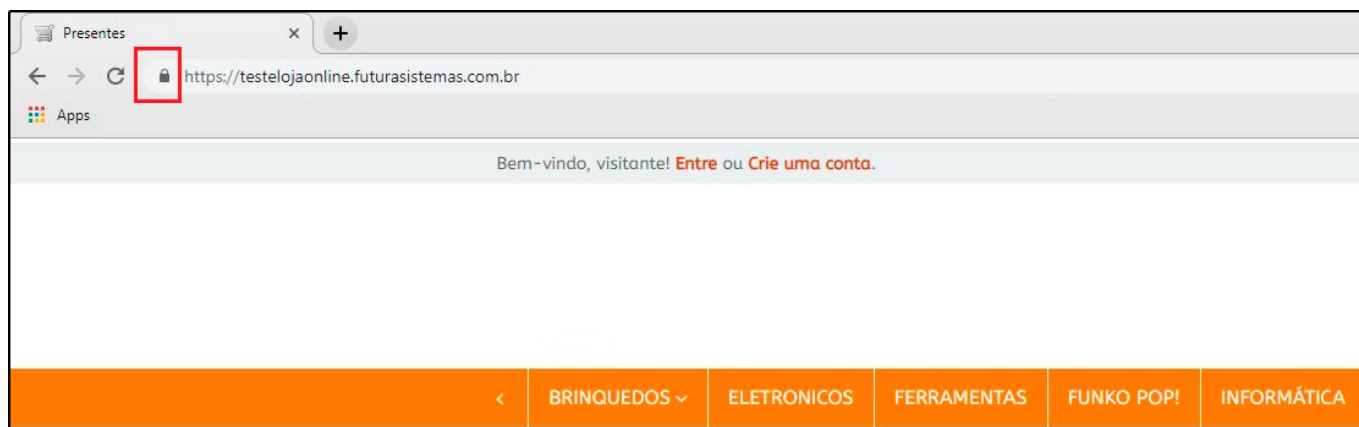 Presentes
https://testelojaonline.futurasistemas.com.br
Apps
Bem-vindo, visitante! Entre ou Crie uma conta.
BRINQUEDOS ELETRONICOS FERRAMENTAS FUNKO POP! INFORMÁTICA